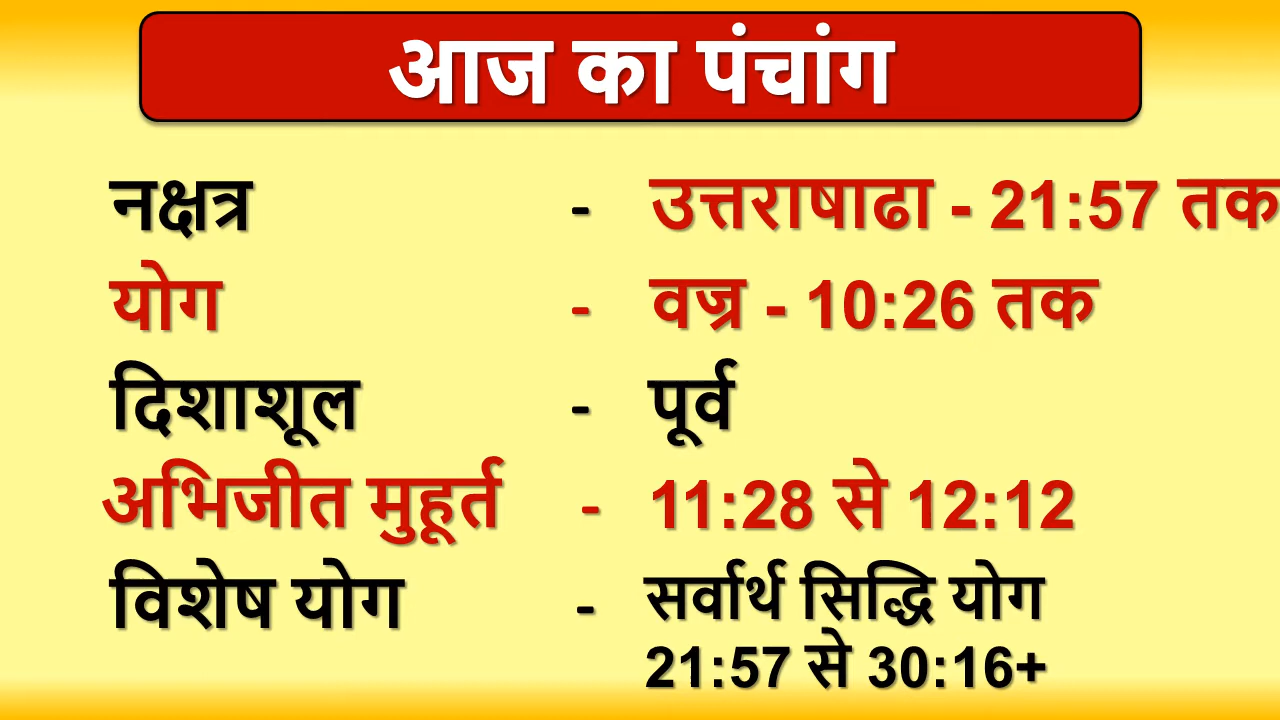 आज का पंचांग
नक्षत्र - उत्तराषाढा - 21:57 तक
योग - वज्र - 10:26 तक
दिशाशूल - पूर्व
अभिजीत मुहूर्त - 11:28 से 12:12
विशेष योग - सर्वार्थ सिद्धि योग
21:57 से 30:16+